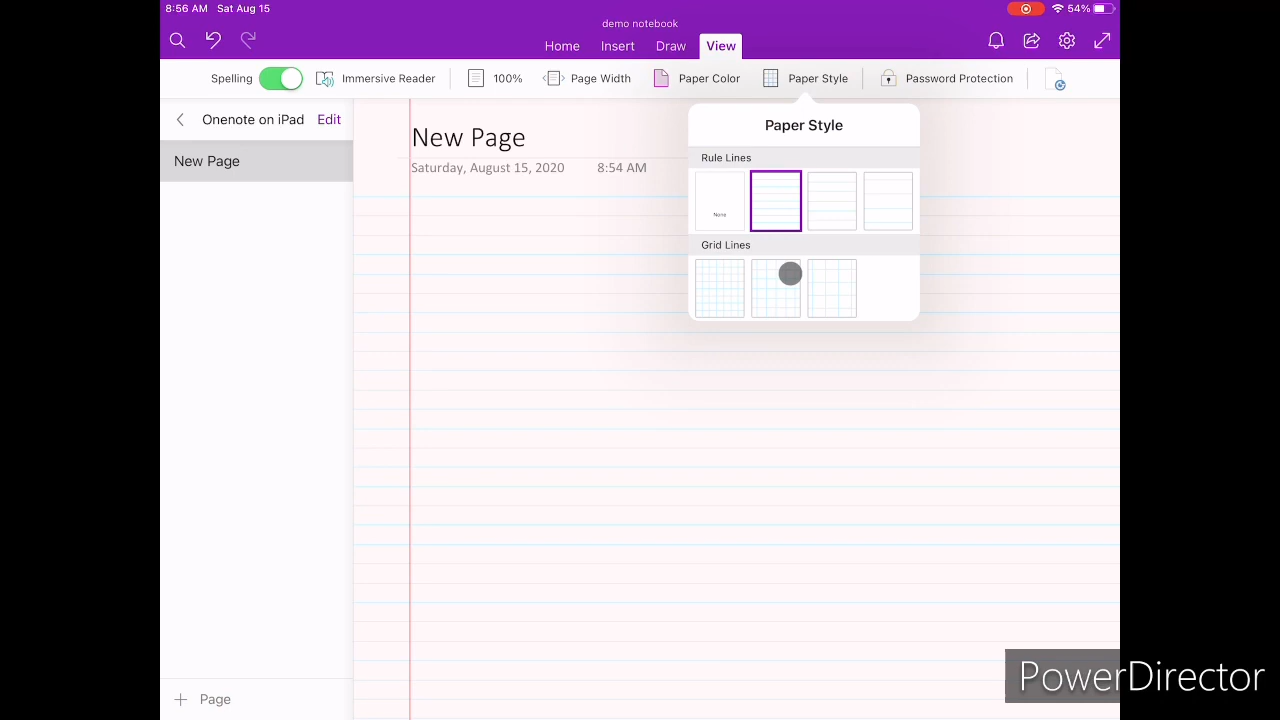 8:56 AM Sat Aug 15
54%
demo notebook
Home Insert Draw View
Spelling Immersive Reader 100% Page Width Paper Color Paper Style Password Protection
Onenote on iPad Edit
New Page
New Page
Saturday, August 15, 2020 8:54 AM
Paper Style
Rule Lines
None
Grid Lines
Page
PowerDirector